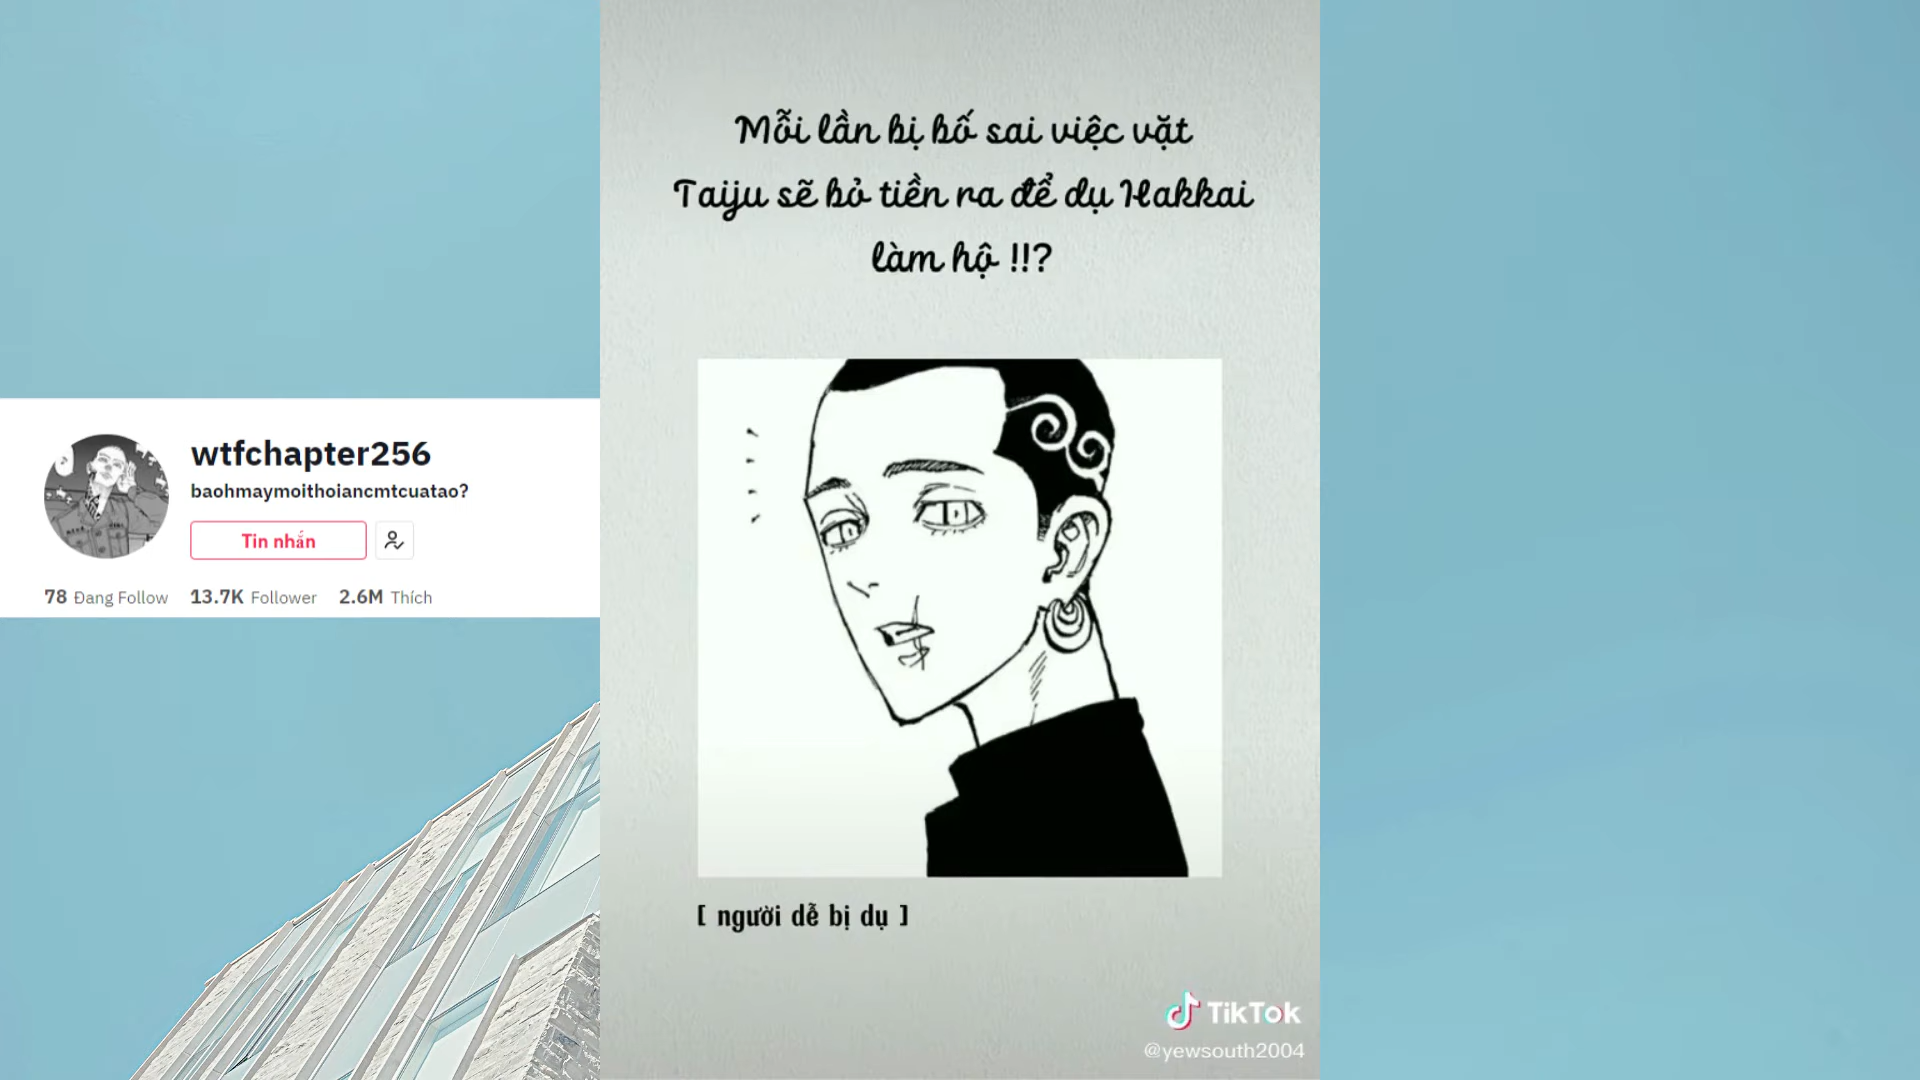 Mỗi lần bị bố sai việc vặt
Taiju sẽ bỏ tiền ra để dụ Hakkai
làm hộ !!?
wtfchapter256
baohmaymoithoiancmtcuatao?
Tin nhắn
78 Đang Follow 13.7K Follower 2.6M Thích
[ người dễ bị dụ ]
TikTok
@yewsouth2004